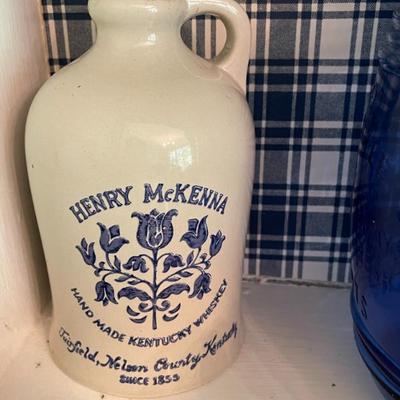 HENRY McKENNA
HAND MADE KENTUCKY WHISKEY
Fairfield, Nelson County, Kentucky
SINCE 1855